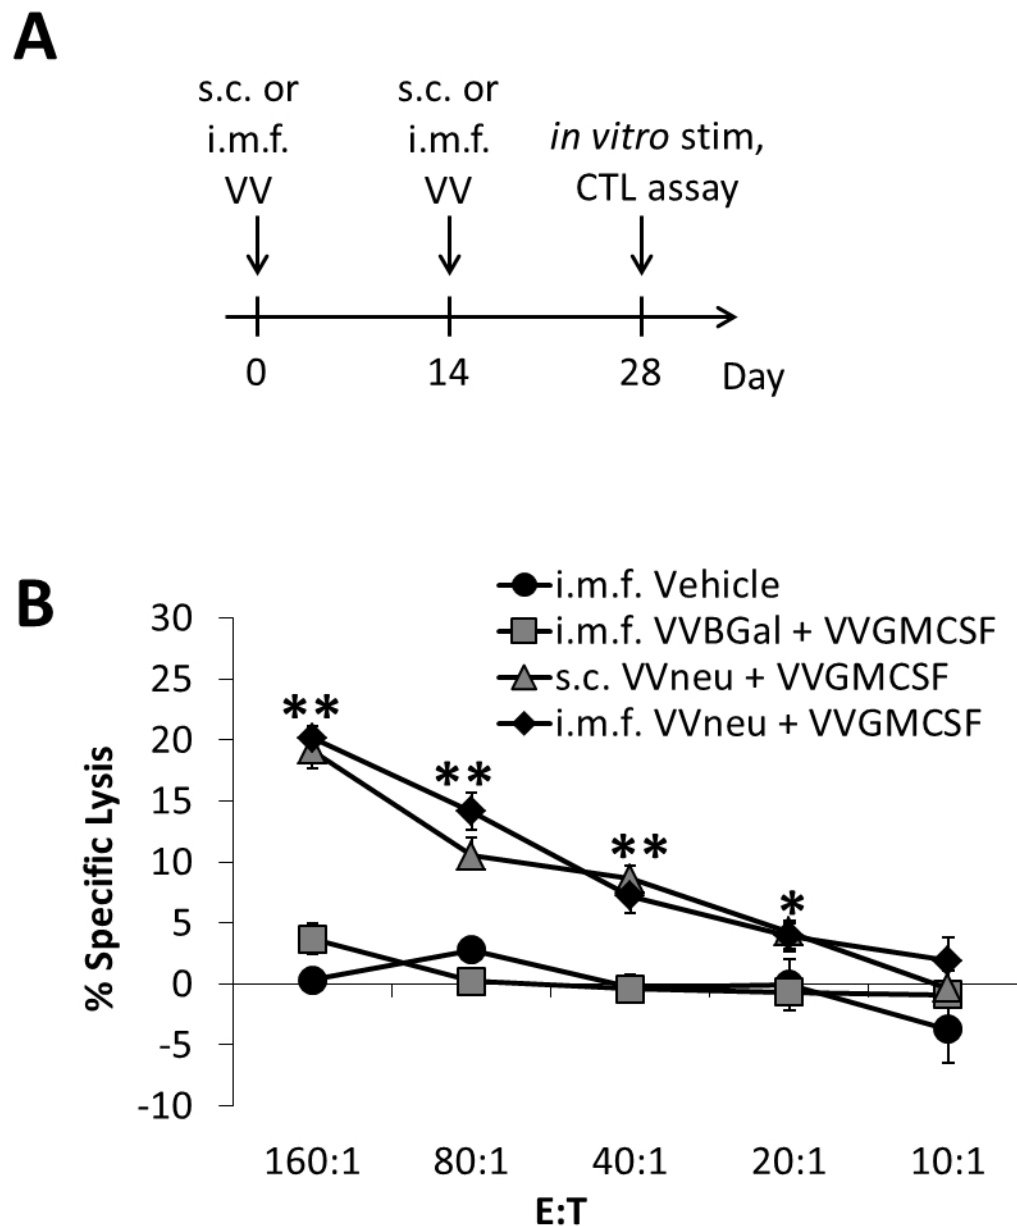 A
s.c. or
i.m.f.
VV
s.c. or
i.m.f.
VV
in vitro stim,
CTL assay
0
14
28
Day
B
i.m.f. Vehicle
i.m.f. VVBGal + VVGMCSF
s.c. VVneu + VVGMCSF
i.m.f. VVneu + VVGMCSF
% Specific Lysis
30
25
20
15
10
5
0
-5
-10
**
**
**
*
160:1
80:1
40:1
20:1
10:1
E:T